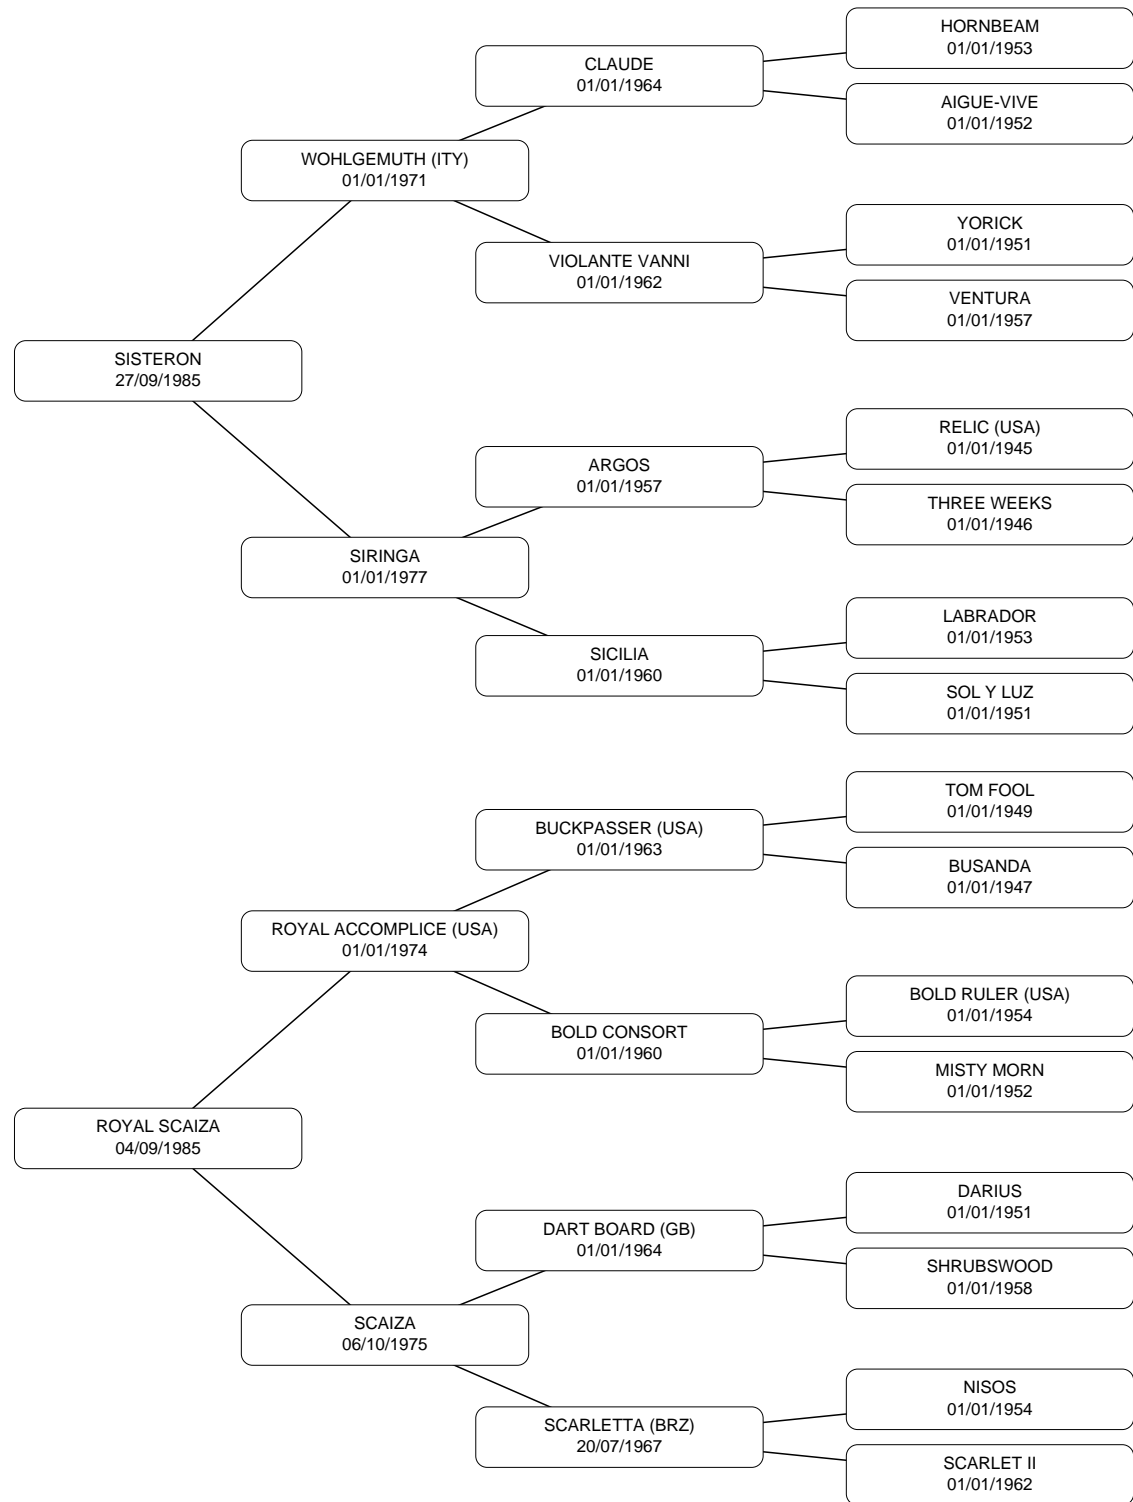 HORNBEAM
01/01/1953
CLAUDE
01/01/1964
AIGUE-VIVE
01/01/1952
WOHLGEMUTH (ITY)
01/01/1971
YORICK
01/01/1951
VIOLANTE VANNI
01/01/1962
VENTURA
01/01/1957
SISTERON
27/09/1985
RELIC (USA)
01/01/1945
ARGOS
01/01/1957
THREE WEEKS
01/01/1946
SIRINGA
01/01/1977
LABRADOR
01/01/1953
SICILIA
01/01/1960
SOL Y LUZ
01/01/1951
TOM FOOL
01/01/1949
BUCKPASSER (USA)
01/01/1963
BUSANDA
01/01/1947
ROYAL ACCOMPLICE (USA)
01/01/1974
BOLD RULER (USA)
01/01/1954
BOLD CONSORT
01/01/1960
MISTY MORN
01/01/1952
ROYAL SCAIZA
04/09/1985
DARIUS
01/01/1951
DART BOARD (GB)
01/01/1964
SHRUBSWOOD
01/01/1958
SCAIZA
06/10/1975
NISOS
01/01/1954
SCARLETTA (BRZ)
20/07/1967
SCARLET II
01/01/1962